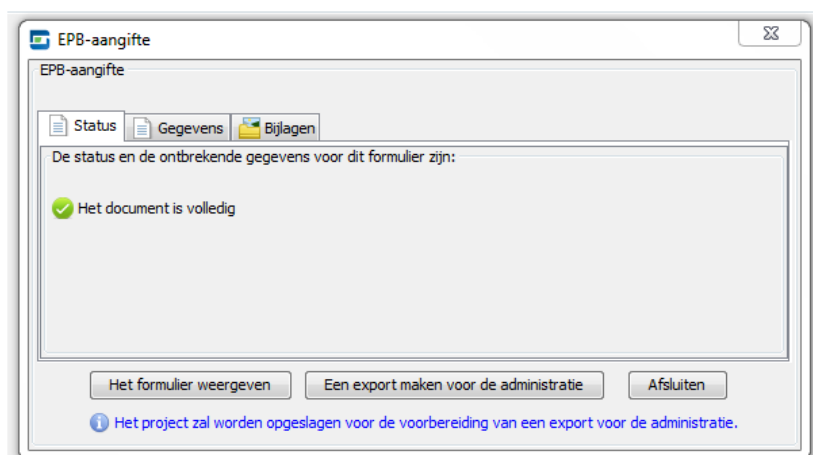 EPB-aangifte
EPB-aangifte
Status Gegevens Bijlagen
De status en de ontbrekende gegevens voor dit formulier zijn:
Het document is volledig
Het formulier weergeven Een export maken voor de administratie Afsluiten
Het project zal worden opgeslagen voor de voorbereiding van een export voor de administratie.